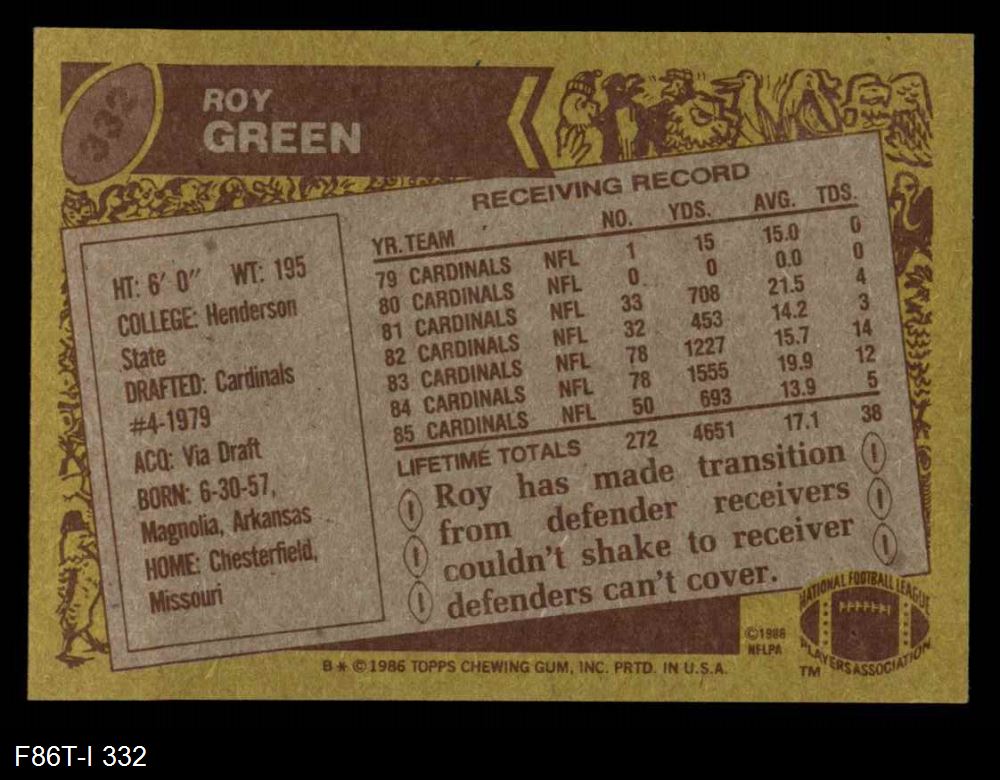 332
ROY
GREEN
HT: 6' 0" WT: 195
COLLEGE: Henderson
State
DRAFTED: Cardinals
#4-1979
ACQ: Via Draft
BORN: 6-30-57,
Magnolia, Arkansas
HOME: Chesterfield,
Missouri
RECEIVING RECORD
YR. TEAM NO. YDS. AVG. TDS.
79 CARDINALS NFL 1 15 15.0 0
80 CARDINALS NFL 0 0 0.0 0
81 CARDINALS NFL 33 708 21.5 4
82 CARDINALS NFL 32 453 14.2 3
83 CARDINALS NFL 78 1227 15.7 14
84 CARDINALS NFL 78 1555 19.9 12
85 CARDINALS NFL 50 693 13.9 5
LIFETIME TOTALS 272 4651 17.1 38
Roy has made transition
from defender receivers
couldn't shake to receiver
defenders can't cover.
©1986
NFLPA
NATIONAL FOOTBALL LEAGUE
PLAYERS ASSOCIATION
TM
B * © 1986 TOPPS CHEWING GUM, INC. PRTD. IN U.S.A.
F86T-I 332